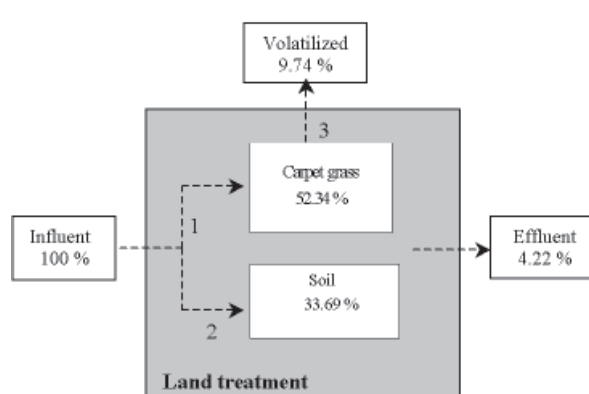 Volatilized
9.74 %
3
Carpet grass
52.34 %
1
Influent
100 %
Effluent
4.22 %
Soil
33.69 %
2
Land treatment